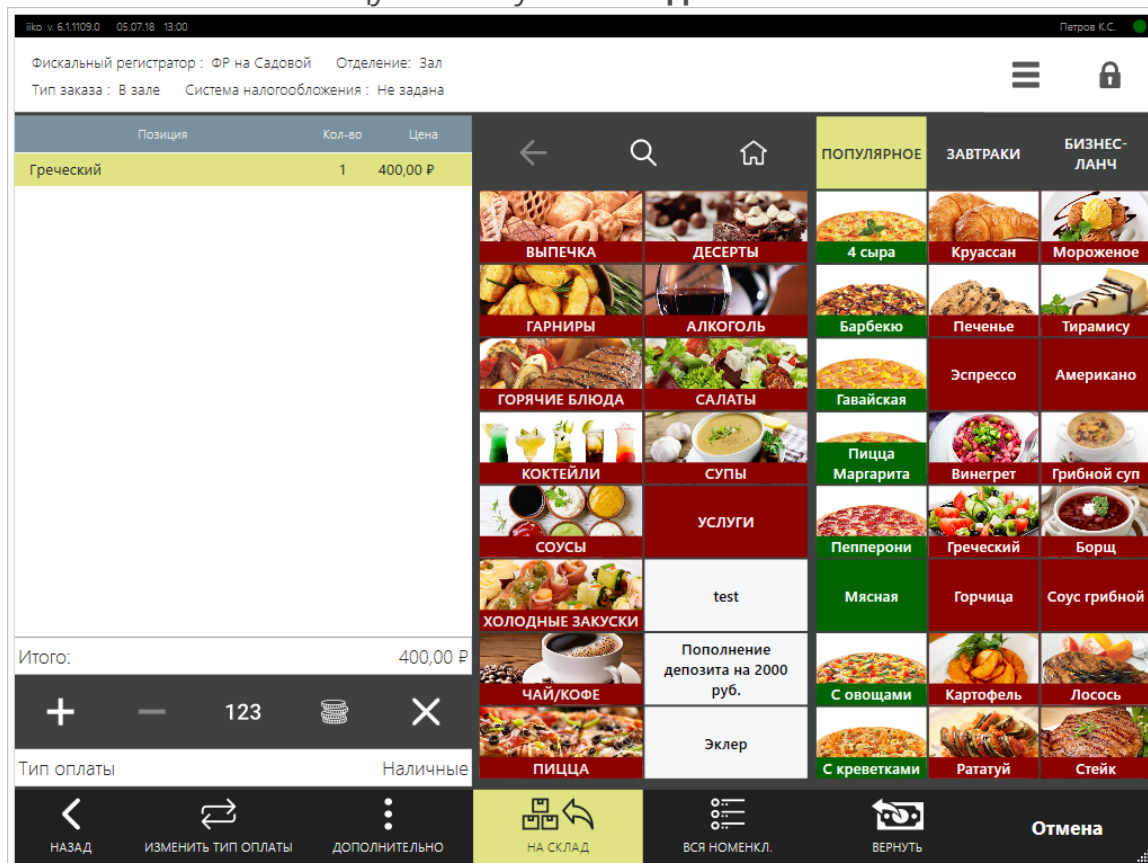 iiko v. 6.1.1109.0 05.07.18 13:00 Петров К.С.
Фискальный регистратор : ФР на Садовой Отделение: Зал
Тип заказа : В зале Система налогообложения : Не задана
Позиция Кол-во Цена
Греческий 1 400,00 ₽
Итого: 400,00 ₽
123
Тип оплаты Наличные
ПОПУЛЯРНОЕ ЗАВТРАКИ БИЗНЕС-
ЛАНЧ
ВЫПЕЧКА ДЕСЕРТЫ
ГАРНИРЫ АЛКОГОЛЬ
ГОРЯЧИЕ БЛЮДА САЛАТЫ
КОКТЕЙЛИ СУПЫ
СОУСЫ УСЛУГИ
ХОЛОДНЫЕ ЗАКУСКИ test
ЧАЙ/КОФЕ Пополнение
депозита на 2000
руб.
ПИЦЦА Эклер
4 сыра Круассан Мороженое
Барбекю Печенье Тирамису
Гавайская Эспрессо Американо
Пицца
Маргарита Винегрет Грибной суп
Пепперони Греческий Борщ
Мясная Горчица Соус грибной
С овощами Картофель Лосось
С креветками Рататуй Стейк
НАЗАД ИЗМЕНИТЬ ТИП ОПЛАТЫ ДОПОЛНИТЕЛЬНО НА СКЛАД ВСЯ НОМЕНКЛ. ВЕРНУТЬ Отмена